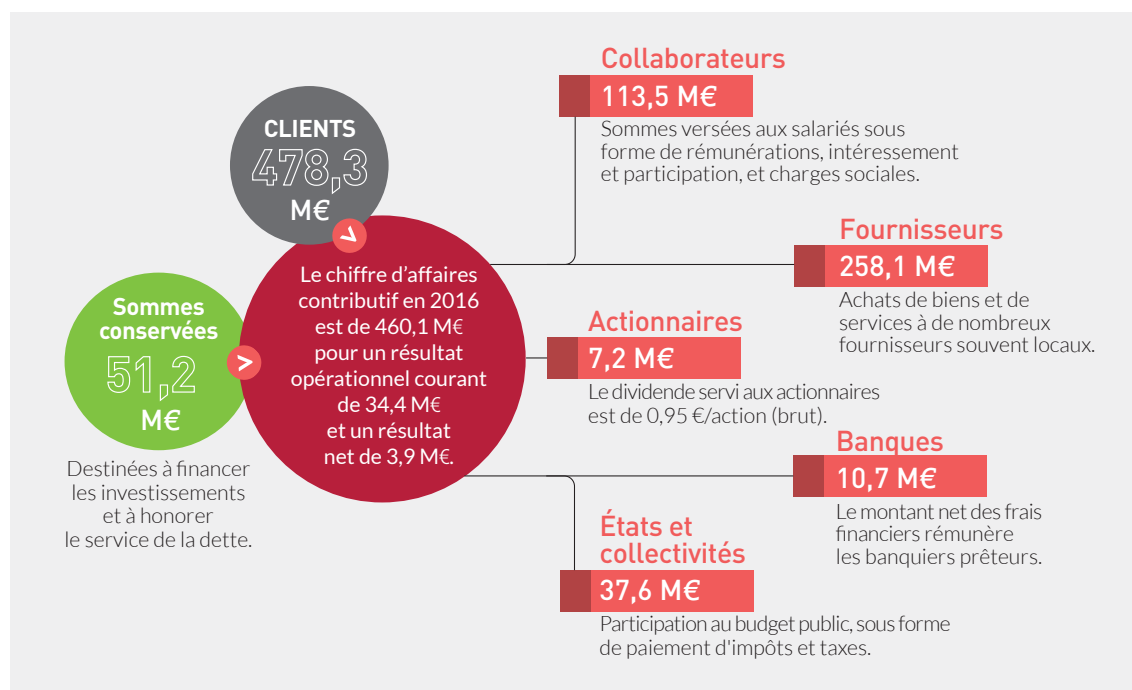 CLIENTS
478,3
M€
Sommes
conservées
51,2
M€
Destinées à financer
les investissements
et à honorer
le service de la dette.
Le chiffre d’affaires
contributif en 2016
est de 460,1 M€
pour un résultat
opérationnel courant
de 34,4 M€
et un résultat
net de 3,9 M€.
Collaborateurs
113,5 M€
Sommes versées aux salariés sous
forme de rémunérations, intéressement
et participation, et charges sociales.
Fournisseurs
258,1 M€
Achats de biens et de
services à de nombreux
fournisseurs souvent locaux.
Actionnaires
7,2 M€
Le dividende servi aux actionnaires
est de 0,95 €/action (brut).
Banques
10,7 M€
Le montant net des frais
financiers rémunère
les banquiers prêteurs.
États et
collectivités
37,6 M€
Participation au budget public, sous forme
de paiement d'impôts et taxes.